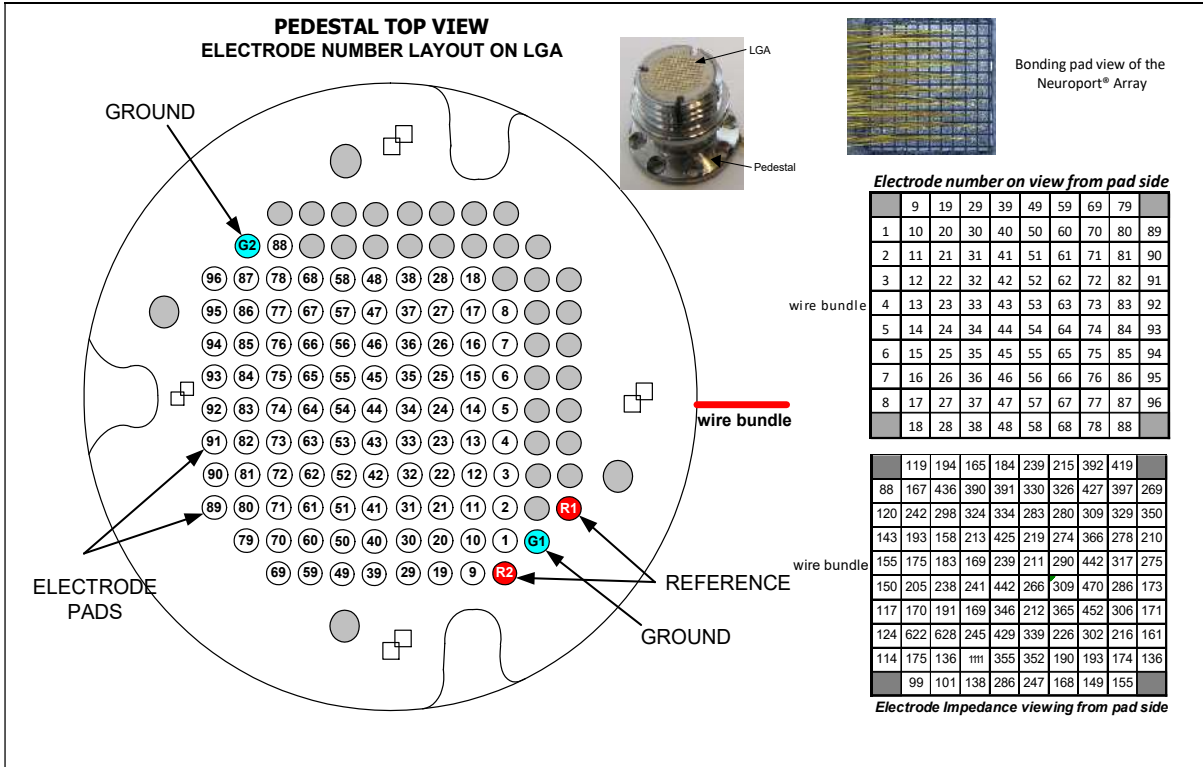 PEDESTAL TOP VIEW
ELECTRODE NUMBER LAYOUT ON LGA
GROUND
LGA
Pedestal
Bonding pad view of the
Neuroport® Array
G2 88
96 87 78 68 58 48 38 28 18
95 86 77 67 57 47 37 27 17 8
94 85 76 66 56 46 36 26 16 7
93 84 75 65 55 45 35 25 15 6
92 83 74 64 54 44 34 24 14 5
91 82 73 63 53 43 33 23 13 4
90 81 72 62 52 42 32 22 12 3
89 80 71 61 51 41 31 21 11 2 R1
79 70 60 50 40 30 20 10 1 G1
69 59 49 39 29 19 9 R2
wire bundle
ELECTRODE
PADS
REFERENCE
GROUND
Electrode number on view from pad side
9 19 29 39 49 59 69 79
1 10 20 30 40 50 60 70 80 89
2 11 21 31 41 51 61 71 81 90
3 12 22 32 42 52 62 72 82 91
wire bundle 4 13 23 33 43 53 63 73 83 92
5 14 24 34 44 54 64 74 84 93
6 15 25 35 45 55 65 75 85 94
7 16 26 36 46 56 66 76 86 95
8 17 27 37 47 57 67 77 87 96
18 28 38 48 58 68 78 88
119 194 165 184 239 215 392 419
88 167 436 390 391 330 326 427 397 269
120 242 298 324 334 283 280 309 329 350
143 193 158 213 425 219 274 366 278 210
wire bundle 155 175 183 169 239 211 290 442 317 275
150 205 238 241 442 266 309 470 286 173
117 170 191 169 346 212 365 452 306 171
124 622 628 245 429 339 226 302 216 161
114 175 136 1111 355 352 190 193 174 136
99 101 138 286 247 168 149 155
Electrode Impedance viewing from pad side